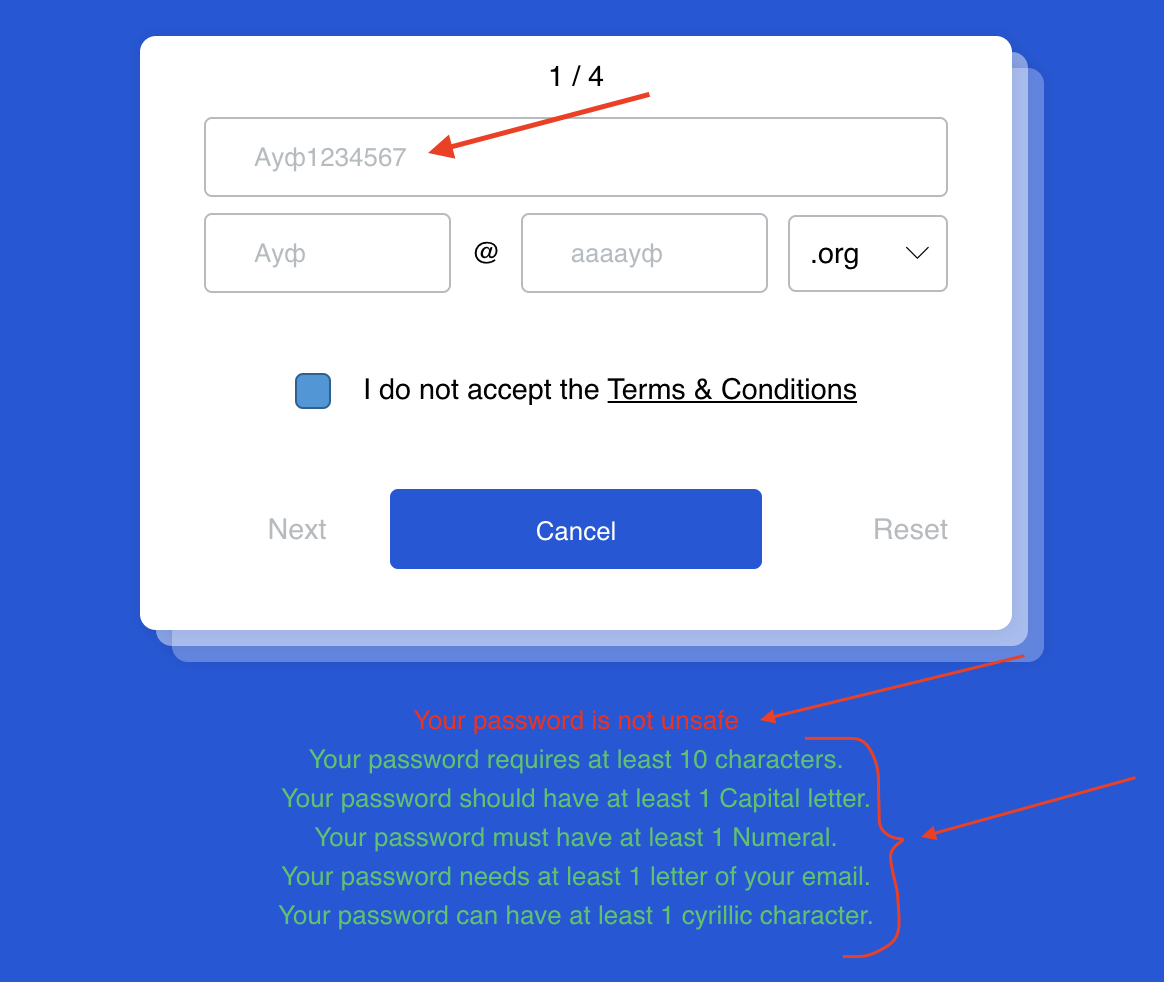 1 / 4
Ауф1234567
Ауф @ ааааауф .org
I do not accept the Terms & Conditions
Next Cancel Reset
Your password is not unsafe
Your password requires at least 10 characters.
Your password should have at least 1 Capital letter.
Your password must have at least 1 Numeral.
Your password needs at least 1 letter of your email.
Your password can have at least 1 cyrillic character.